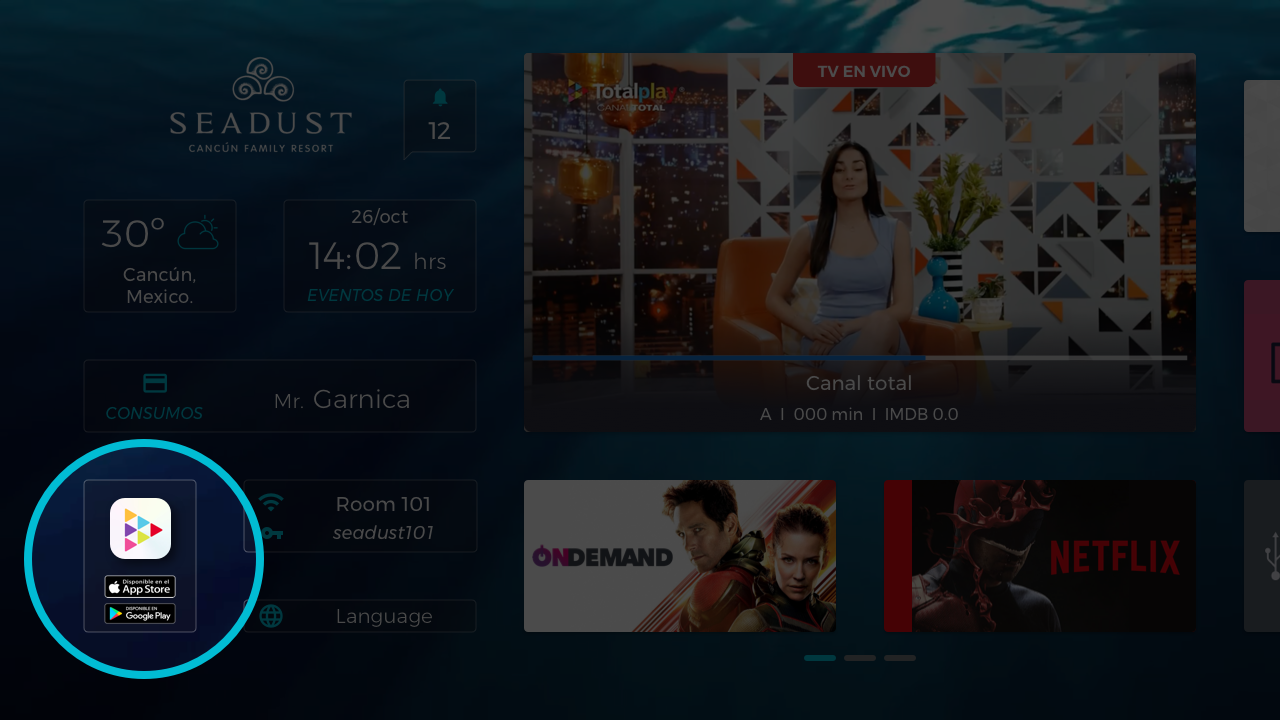 SEADUST
CANCÚN FAMILY RESORT
12
30°
Cancún,
Mexico.
26/oct
14:02 hrs
EVENTOS DE HOY
CONSUMOS
Mr. Garnica
Disponible en el
App Store
DISPONIBLE EN
Google Play
Room 101
seadust101
Language
TV EN VIVO
Totalplay
CANAL TOTAL
Canal total
A I 000 min I IMDB 0.0
ONDEMAND
NETFLIX